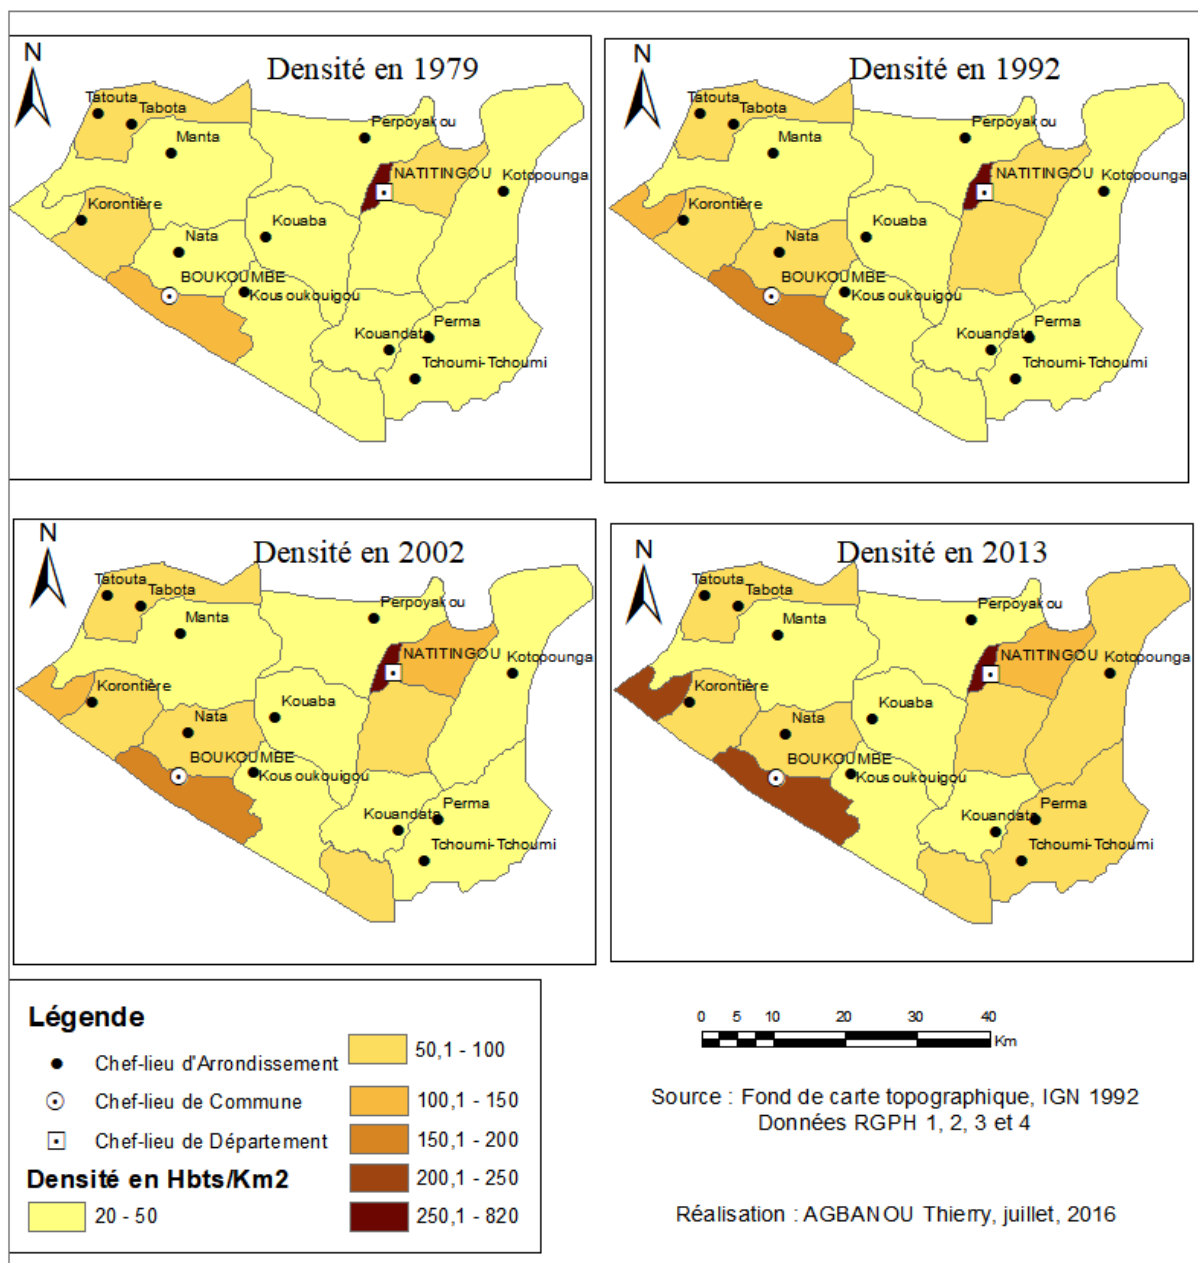 N
Densité en 1979
Tatouta
Tabota
Manta
Perpoyakou
NATITINGOU
Kotopounga
Korontière
Kouaba
Nata
BOUKOUMBE
Kousoukouigou
Perma
Kouandata
Tchoumi-Tchoumi
N
Densité en 1992
Tatouta
Tabota
Manta
Perpoyakou
NATITINGOU
Kotopounga
Korontière
Kouaba
Nata
BOUKOUMBE
Kousoukouigou
Perma
Kouandata
Tchoumi-Tchoumi
N
Densité en 2002
Tatouta
Tabota
Manta
Perpoyakou
NATITINGOU
Kotopounga
Korontière
Kouaba
Nata
BOUKOUMBE
Kousoukouigou
Perma
Kouandata
Tchoumi-Tchoumi
N
Densité en 2013
Tatouta
Tabota
Manta
Perpoyakou
NATITINGOU
Kotopounga
Korontière
Kouaba
Nata
BOUKOUMBE
Kousoukouigou
Perma
Kouandata
Tchoumi-Tchoumi
Légende
Chef-lieu d'Arrondissement
Chef-lieu de Commune
Chef-lieu de Département
Densité en Hbts/Km2
20 - 50
50,1 - 100
100,1 - 150
150,1 - 200
200,1 - 250
250,1 - 820
0 5 10 20 30 40
Km
Source : Fond de carte topographique, IGN 1992
Données RGPH 1, 2, 3 et 4
Réalisation : AGBANOU Thierry, juillet, 2016